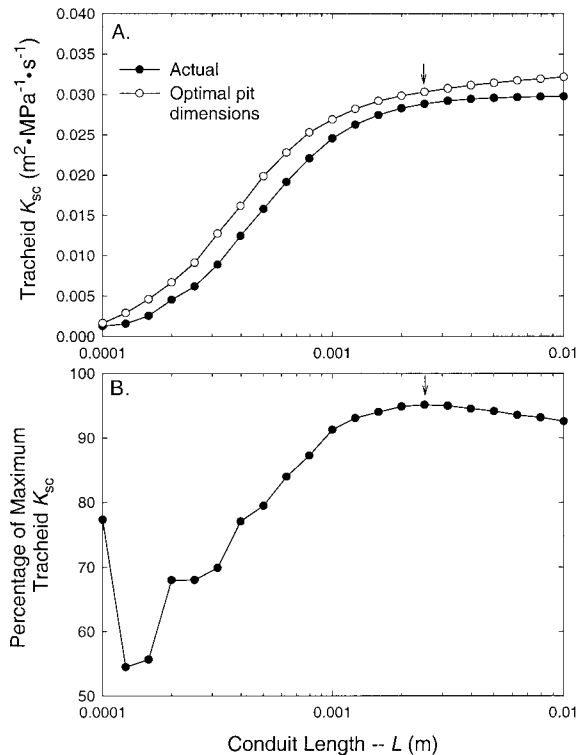 A.
Actual
Optimal pit
dimensions
Tracheid Ksc (m²•MPa⁻¹•s⁻¹)
0.040
0.035
0.030
0.025
0.020
0.015
0.010
0.005
0.000
0.0001
0.001
0.01
B.
Percentage of Maximum
Tracheid Ksc
100
90
80
70
60
50
0.0001
0.001
0.01
Conduit Length -- L (m)